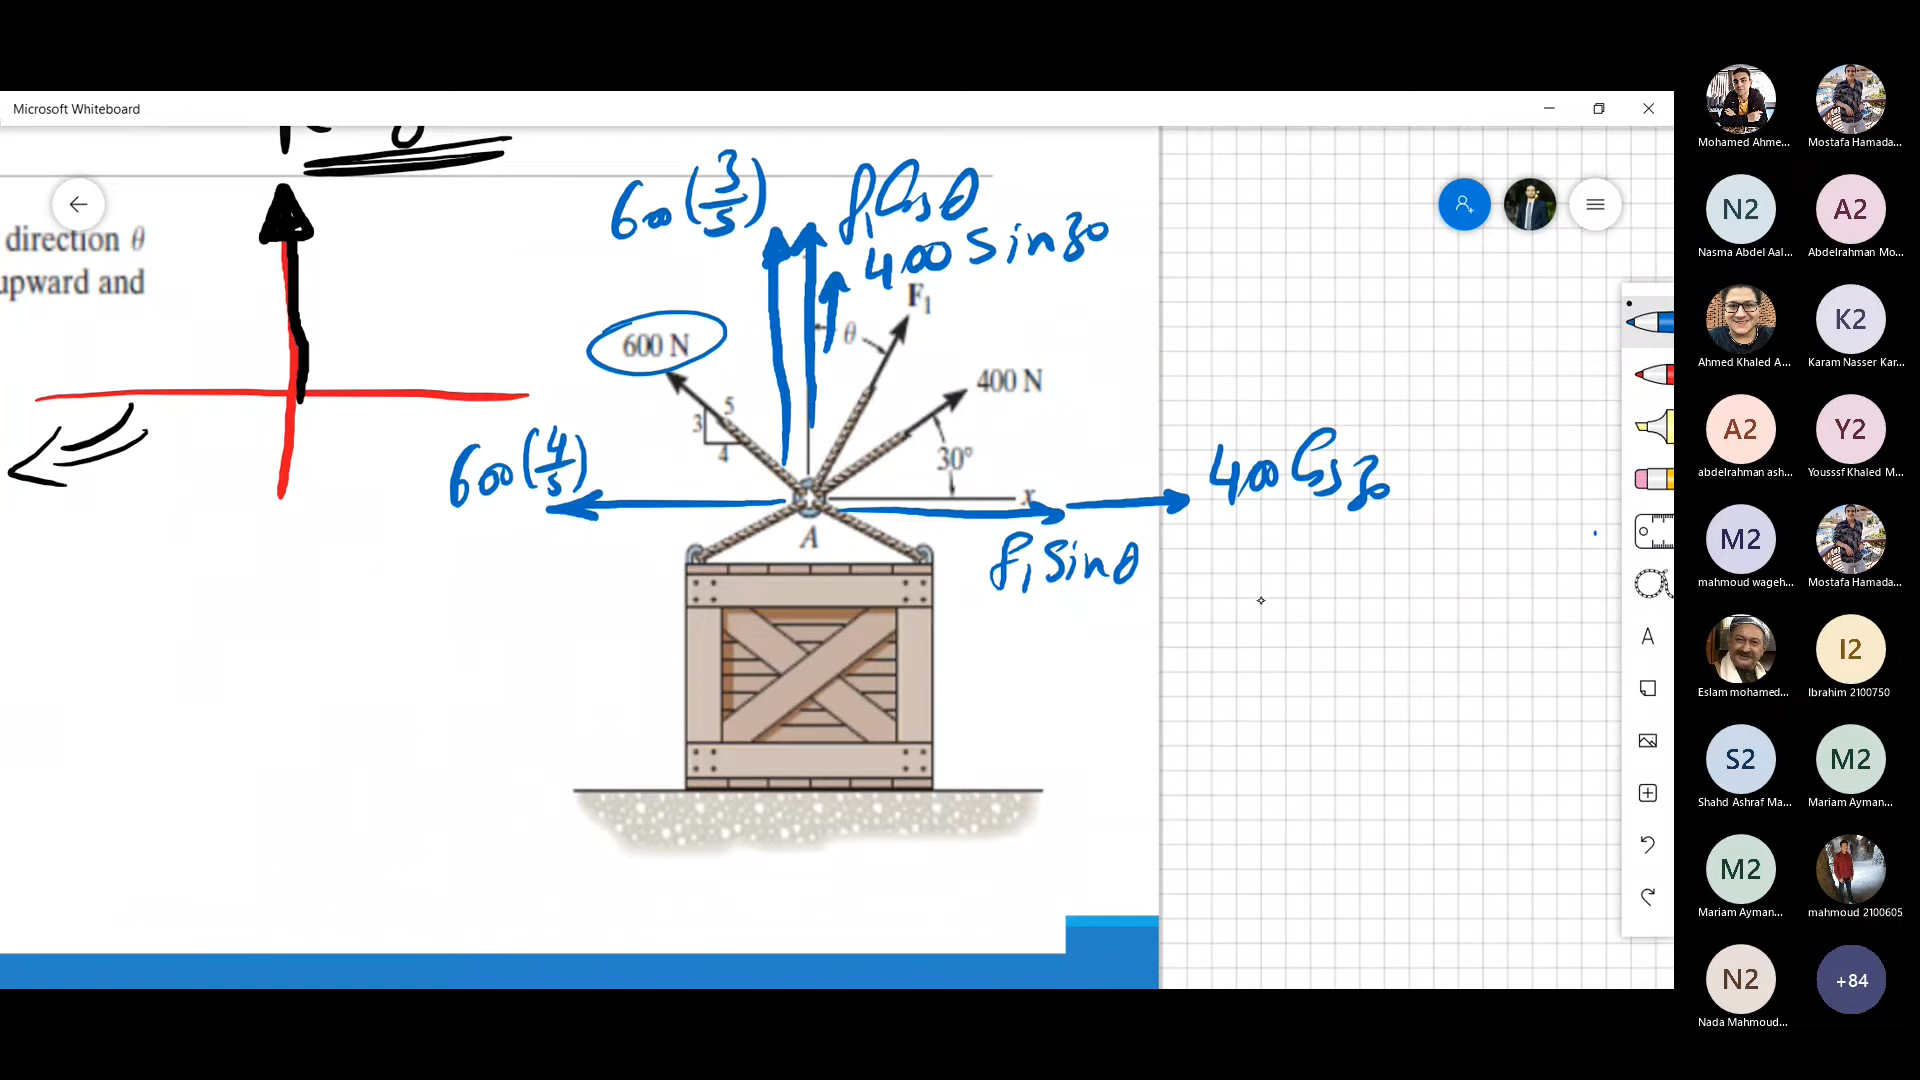 Microsoft Whiteboard
direction θ
upward and
600 (3/5)
f₁ Cos θ
400 Sin 30
F₁
θ
600 N
400 N
5
3
4
30°
600 (4/5)
400 Cos 30
x
A
f₁ Sin θ
A
Mohamed Ahme...
Mostafa Hamada...
N2
A2
Nasma Abdel Aal...
Abdelrahman Mo...
K2
Ahmed Khaled A...
Karam Nasser Kar...
A2
Y2
abdelrahman ash...
Yousssf Khaled M...
M2
mahmoud wageh...
Mostafa Hamada...
I2
Eslam mohamed...
Ibrahim 2100750
S2
M2
Shahd Ashraf Ma...
Mariam Ayman...
M2
Mariam Ayman...
mahmoud 2100605
N2
+84
Nada Mahmoud...